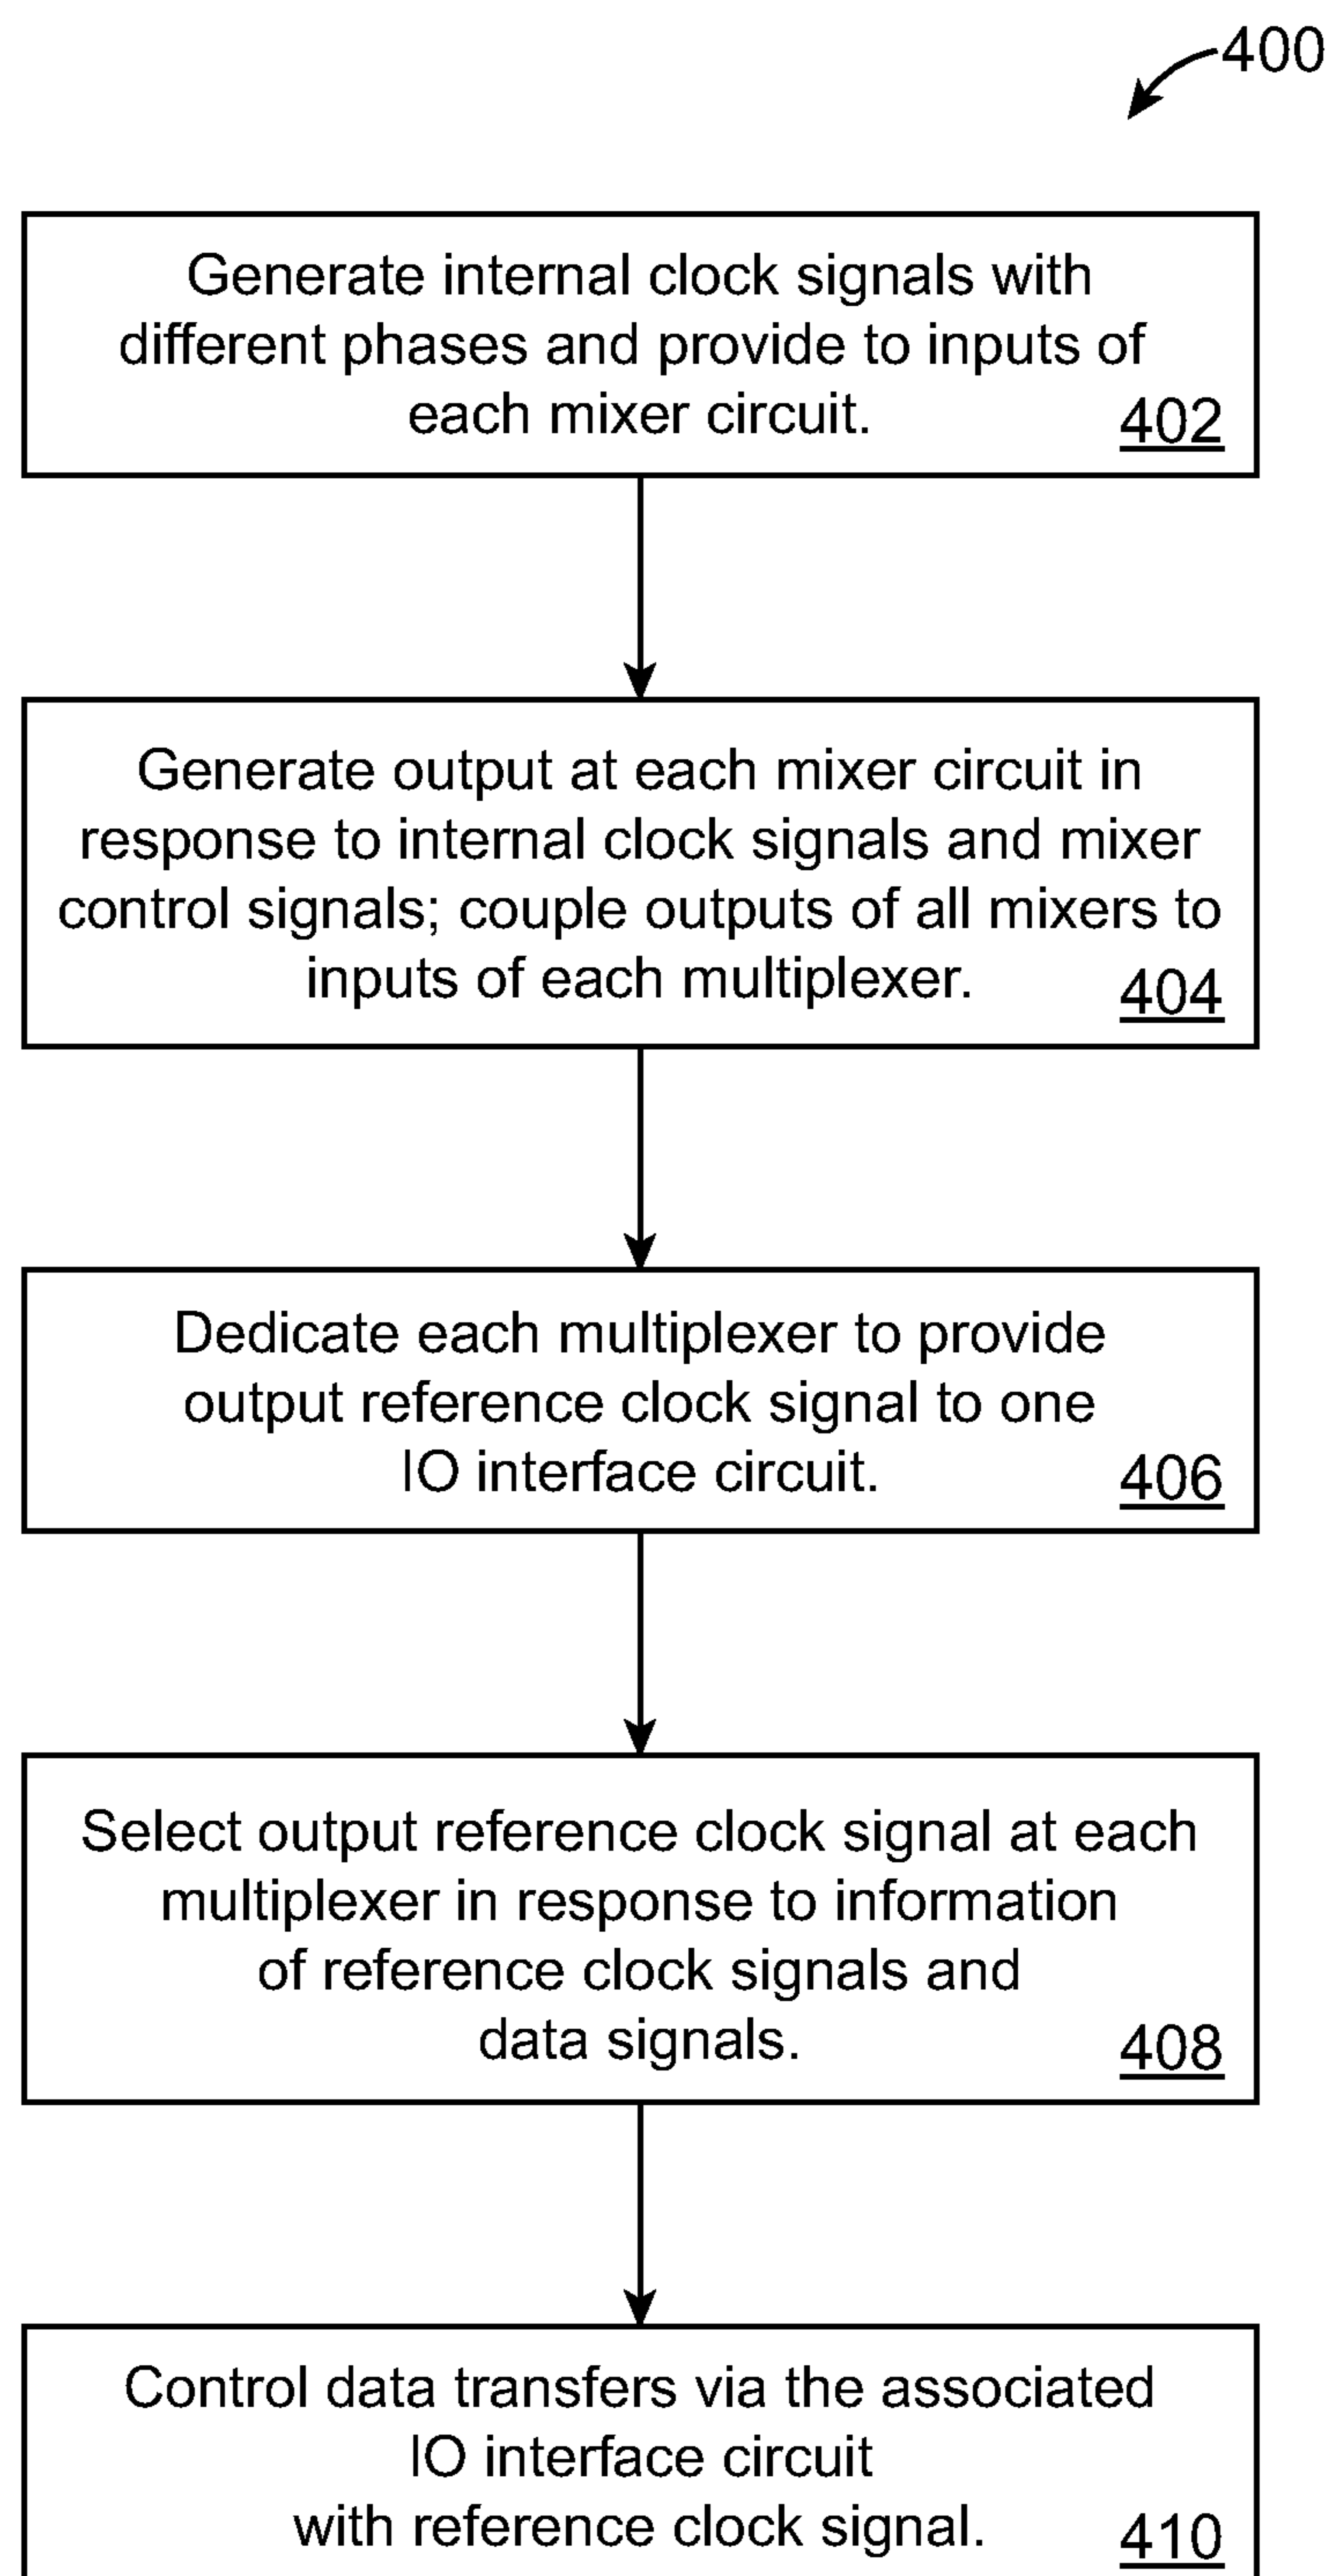 400
Generate internal clock signals with
different phases and provide to inputs of
each mixer circuit.
402
Generate output at each mixer circuit in
response to internal clock signals and mixer
control signals; couple outputs of all mixers to
inputs of each multiplexer.
404
Dedicate each multiplexer to provide
output reference clock signal to one
IO interface circuit.
406
Select output reference clock signal at each
multiplexer in response to information
of reference clock signals and
data signals.
408
Control data transfers via the associated
IO interface circuit
with reference clock signal.
410